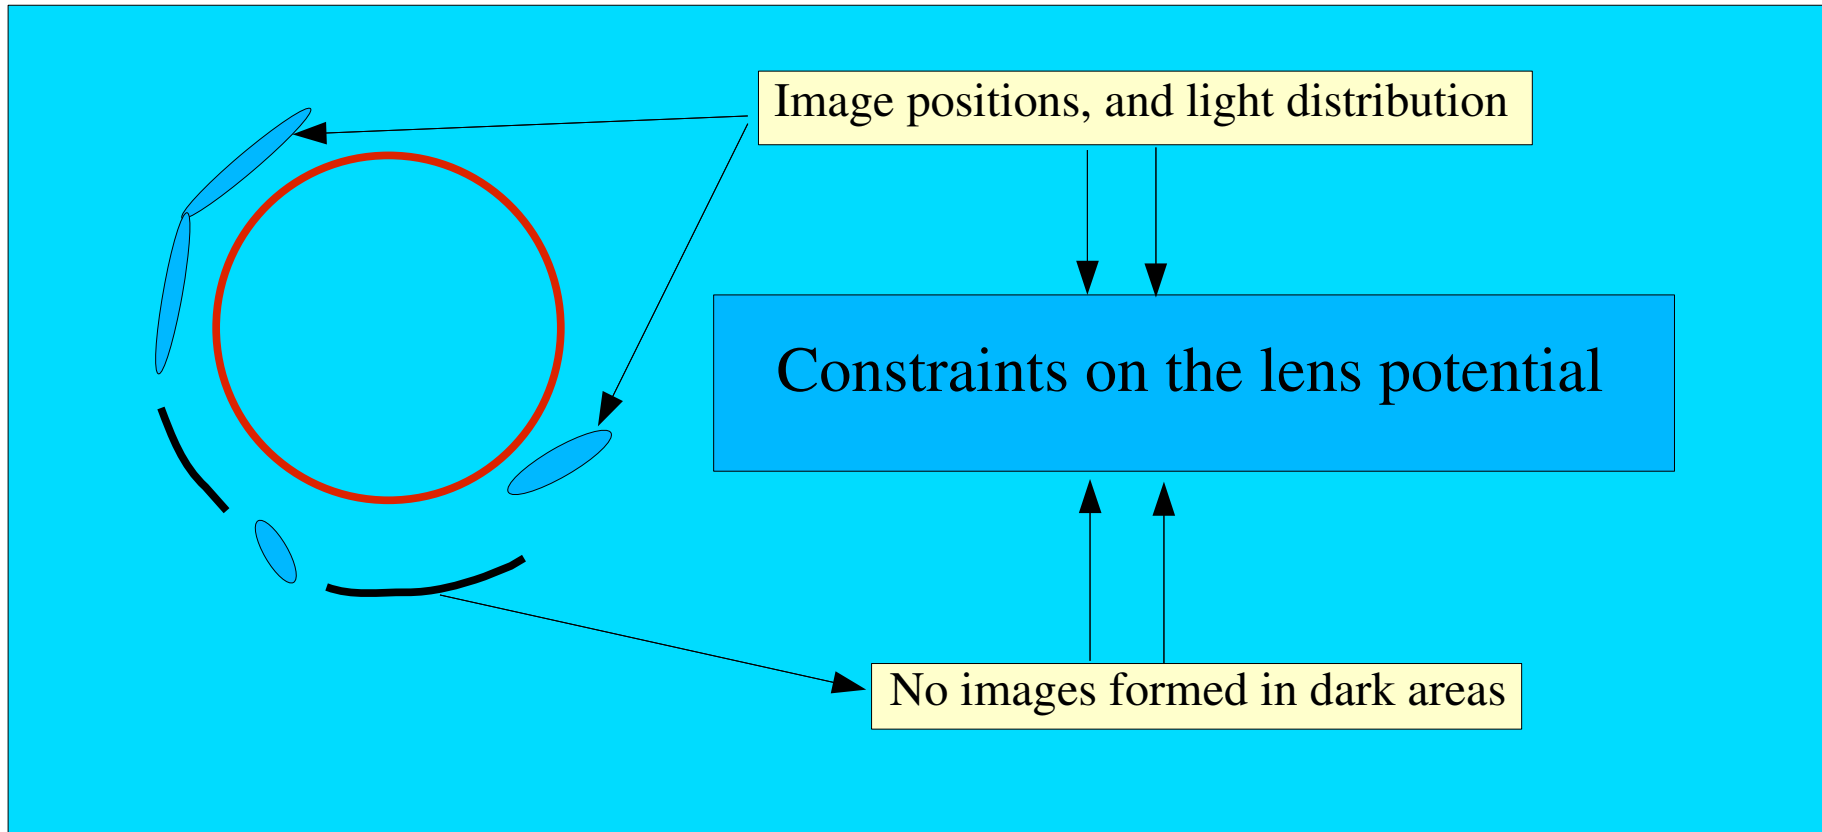 Image positions, and light distribution
Constraints on the lens potential
No images formed in dark areas